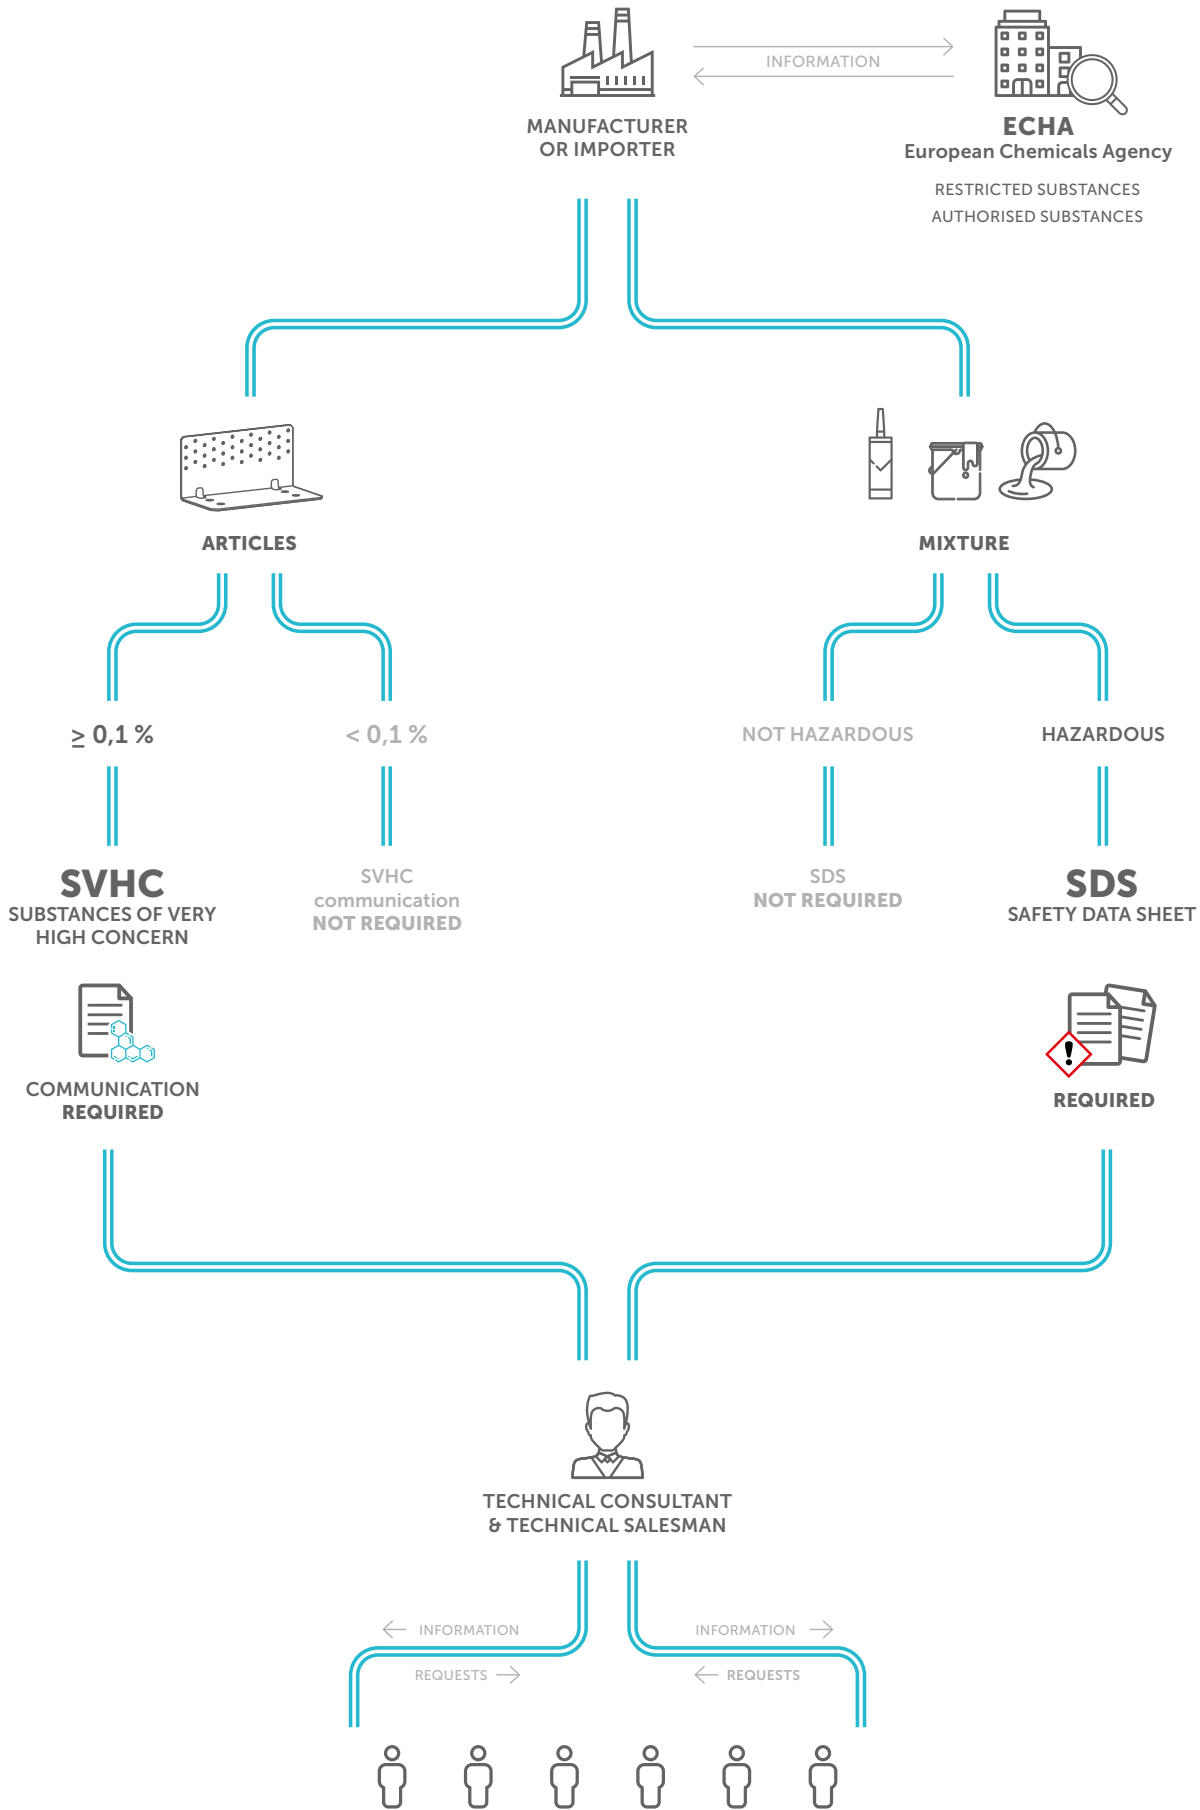 INFORMATION
MANUFACTURER
OR IMPORTER
ECHA
European Chemicals Agency
RESTRICTED SUBSTANCES
AUTHORISED SUBSTANCES
ARTICLES
MIXTURE
≥ 0,1 %
< 0,1 %
NOT HAZARDOUS
HAZARDOUS
SVHC
SUBSTANCES OF VERY
HIGH CONCERN
SVHC
communication
NOT REQUIRED
SDS
NOT REQUIRED
SDS
SAFETY DATA SHEET
COMMUNICATION
REQUIRED
REQUIRED
TECHNICAL CONSULTANT
& TECHNICAL SALESMAN
INFORMATION
INFORMATION
REQUESTS
REQUESTS